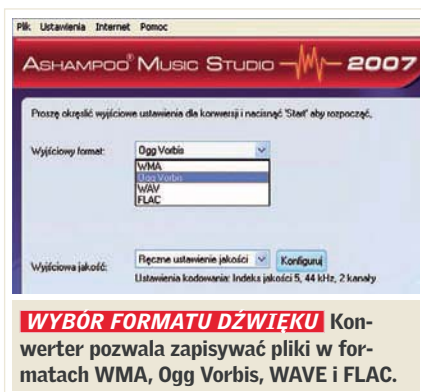 Plik Ustawienia Internet Pomoc
ASHAMPOO® MUSIC STUDIO 2007
Proszę określić wyjściowe ustawienia dla konwersji i nacisnąć 'Start' aby rozpocząć.
Wyjściowy format: Ogg Vorbis
WMA
Ogg Vorbis
WAV
FLAC
Wyjściowa jakość: Ręczne ustawienie jakości Konfiguruj
Ustawienia kodowania: Indeks jakości 5, 44 kHz, 2 kanały
WYBÓR FORMATU DŹWIĘKU Kon-
werter pozwala zapisywać pliki w for-
matach WMA, Ogg Vorbis, WAVE i FLAC.